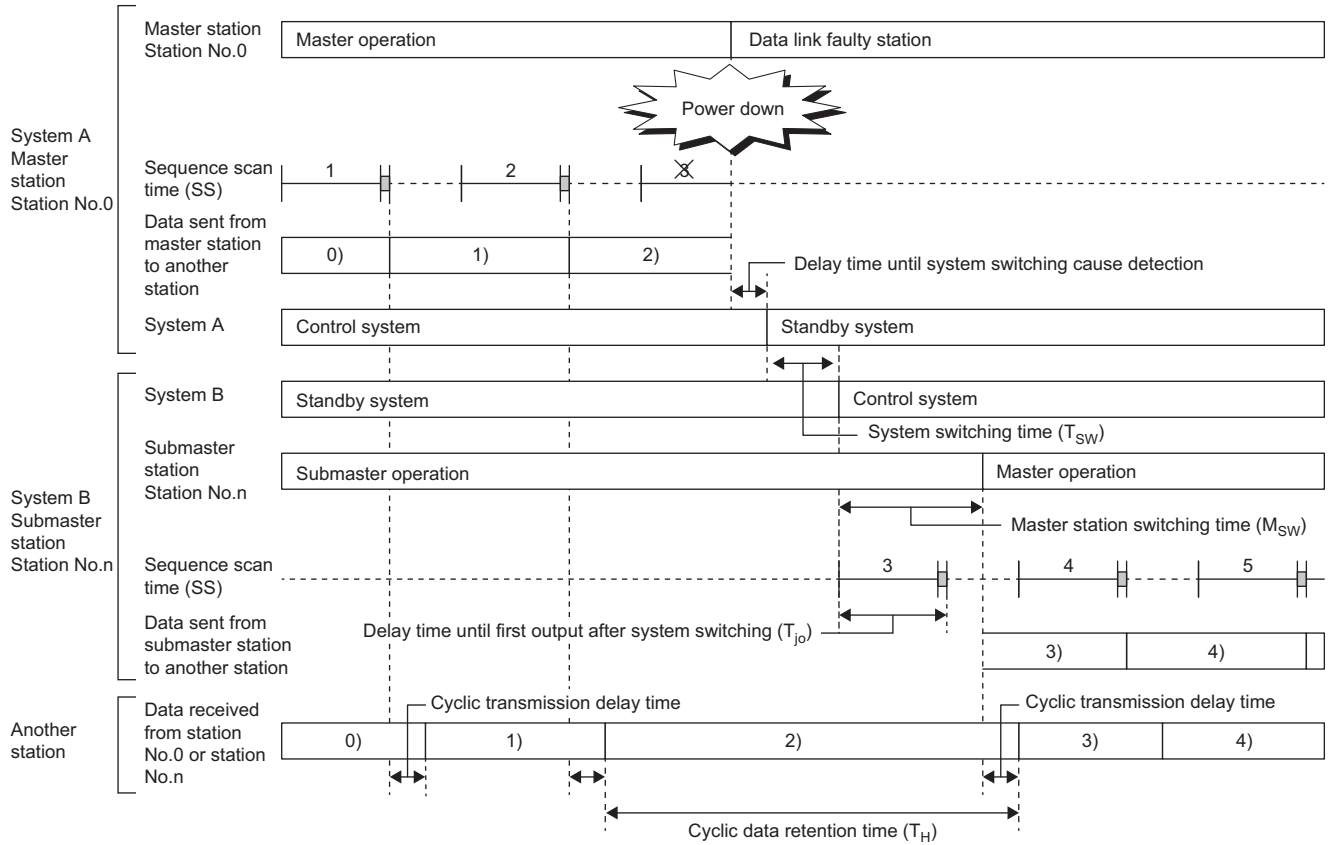 System A
Master
station
Station No.0
Master station
Station No.0
Master operation
Data link faulty station
Power down
Sequence scan
time (SS)
1
2
3
Data sent from
master station
to another
station
0)
1)
2)
Delay time until system switching cause detection
System A
Control system
Standby system
System B
Submaster
station
Station No.n
System B
Standby system
Control system
System switching time (TSW)
Submaster
station
Station No.n
Submaster operation
Master operation
Master station switching time (MSW)
Sequence scan
time (SS)
3
4
5
Delay time until first output after system switching (Tjo)
Data sent from
submaster station
to another station
3)
4)
Another
station
Data received
from station
No.0 or station
No.n
Cyclic transmission delay time
Cyclic transmission delay time
0)
1)
2)
3)
4)
Cyclic data retention time (TH)